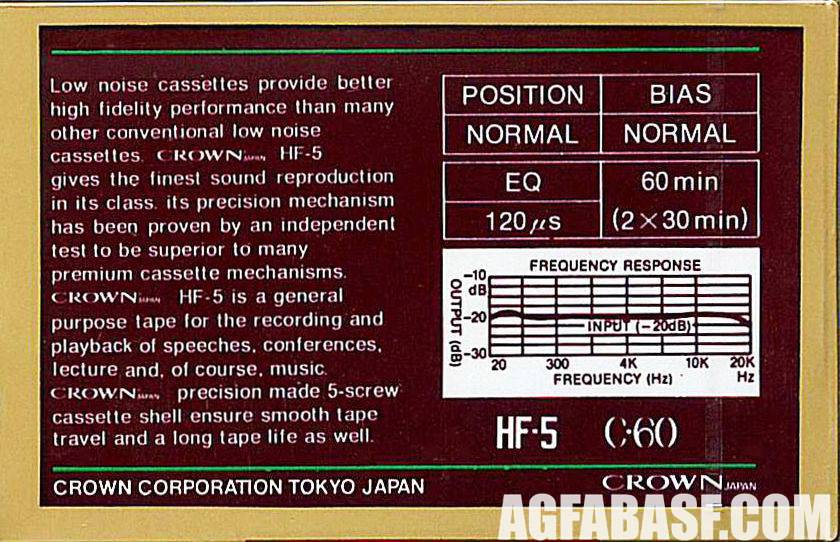 Low noise cassettes provide better
high fidelity performance than many
other conventional low noise
cassettes. CROWN JAPAN HF-5
gives the finest sound reproduction
in its class. its precision mechanism
has been proven by an independent
test to be superior to many
premium cassette mechanisms.
CROWN JAPAN HF-5 is a general
purpose tape for the recording and
playback of speeches, conferences,
lecture and, of course, music.
CROWN JAPAN precision made 5-screw
cassette shell ensure smooth tape
travel and a long tape life as well.
POSITION BIAS
NORMAL NORMAL
EQ 60 min
120 μs (2 × 30 min)
FREQUENCY RESPONSE
OUTPUT (dB)
-10
dB
-20
-30
INPUT (-20dB)
20 300 4K 10K 20K
FREQUENCY (Hz) Hz
HF-5 C-60
CROWN CORPORATION TOKYO JAPAN
CROWN JAPAN
AGFABASF.COM